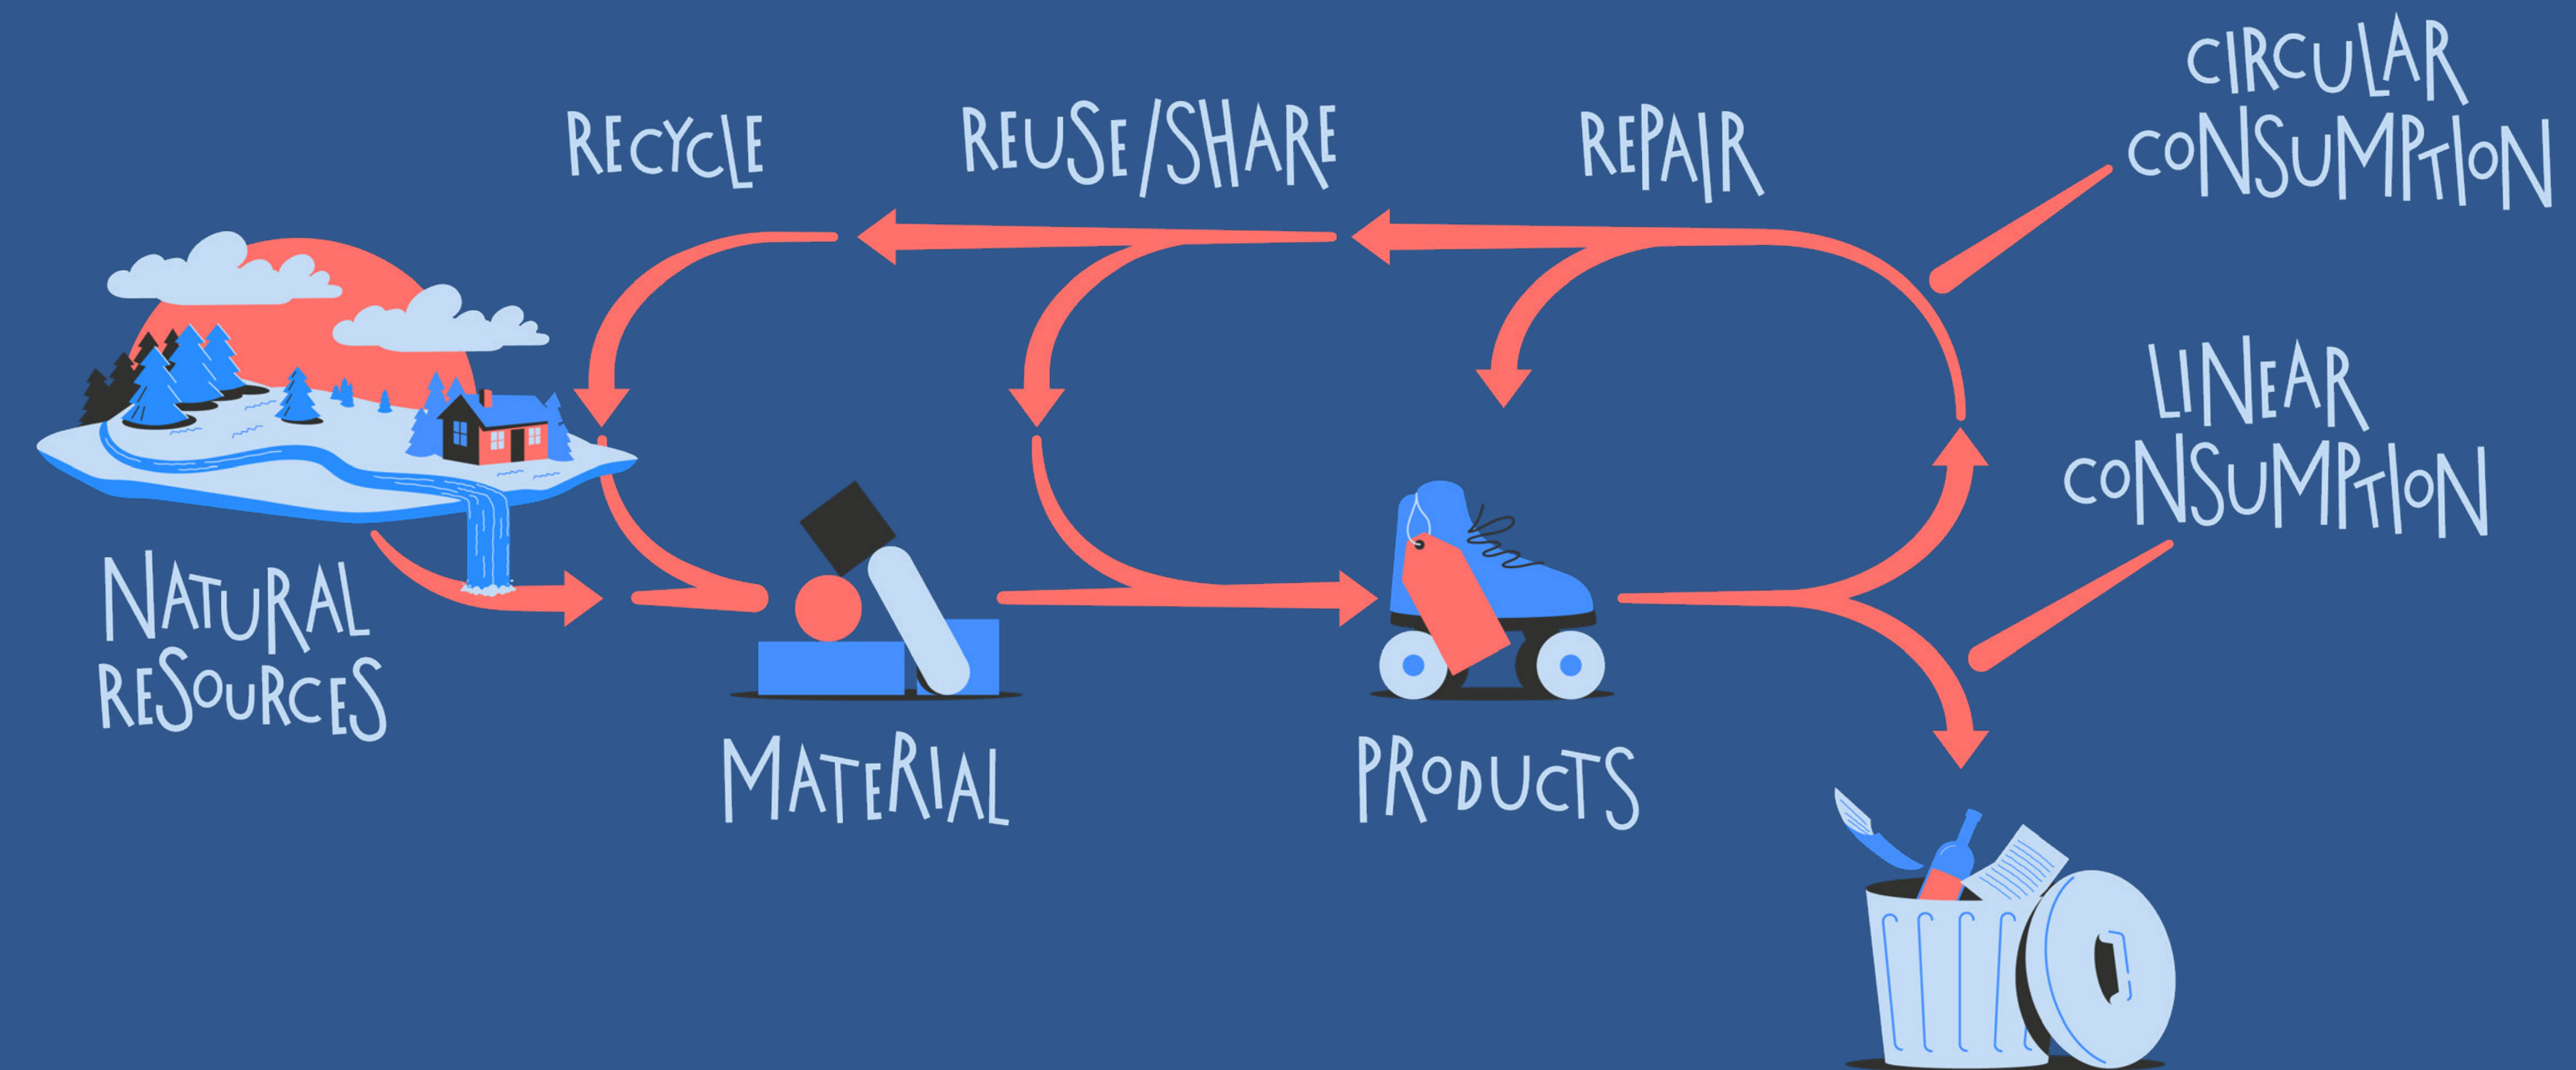 CIRCULAR
CONSUMPTION
RECYCLE
REUSE/SHARE
REPAIR
LINEAR
CONSUMPTION
NATURAL
RESOURCES
MATERIAL
PRODUCTS